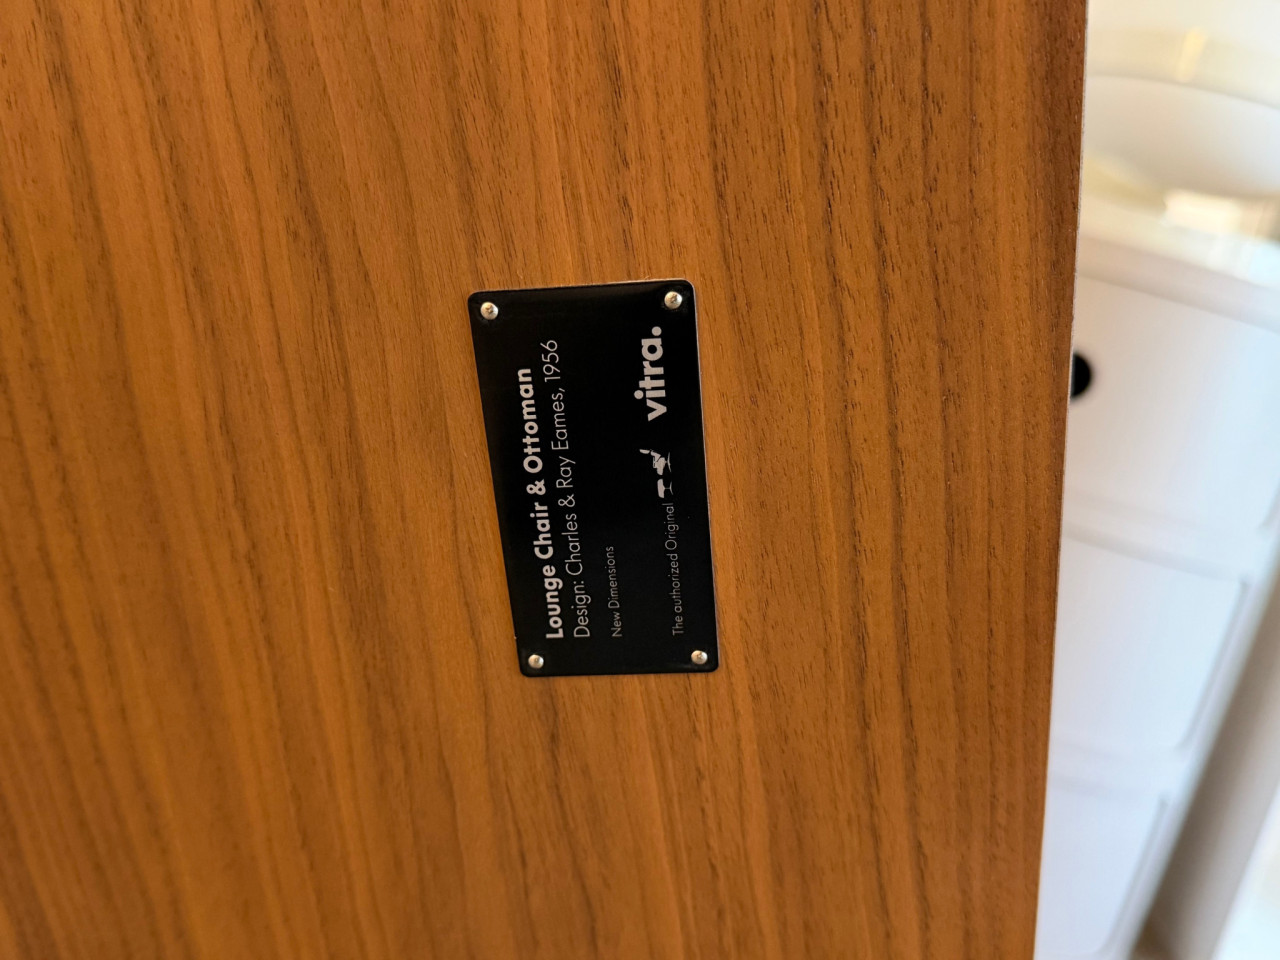 Lounge Chair & Ottoman
Design: Charles & Ray Eames, 1956
New Dimensions
The authorized Original
vitra.